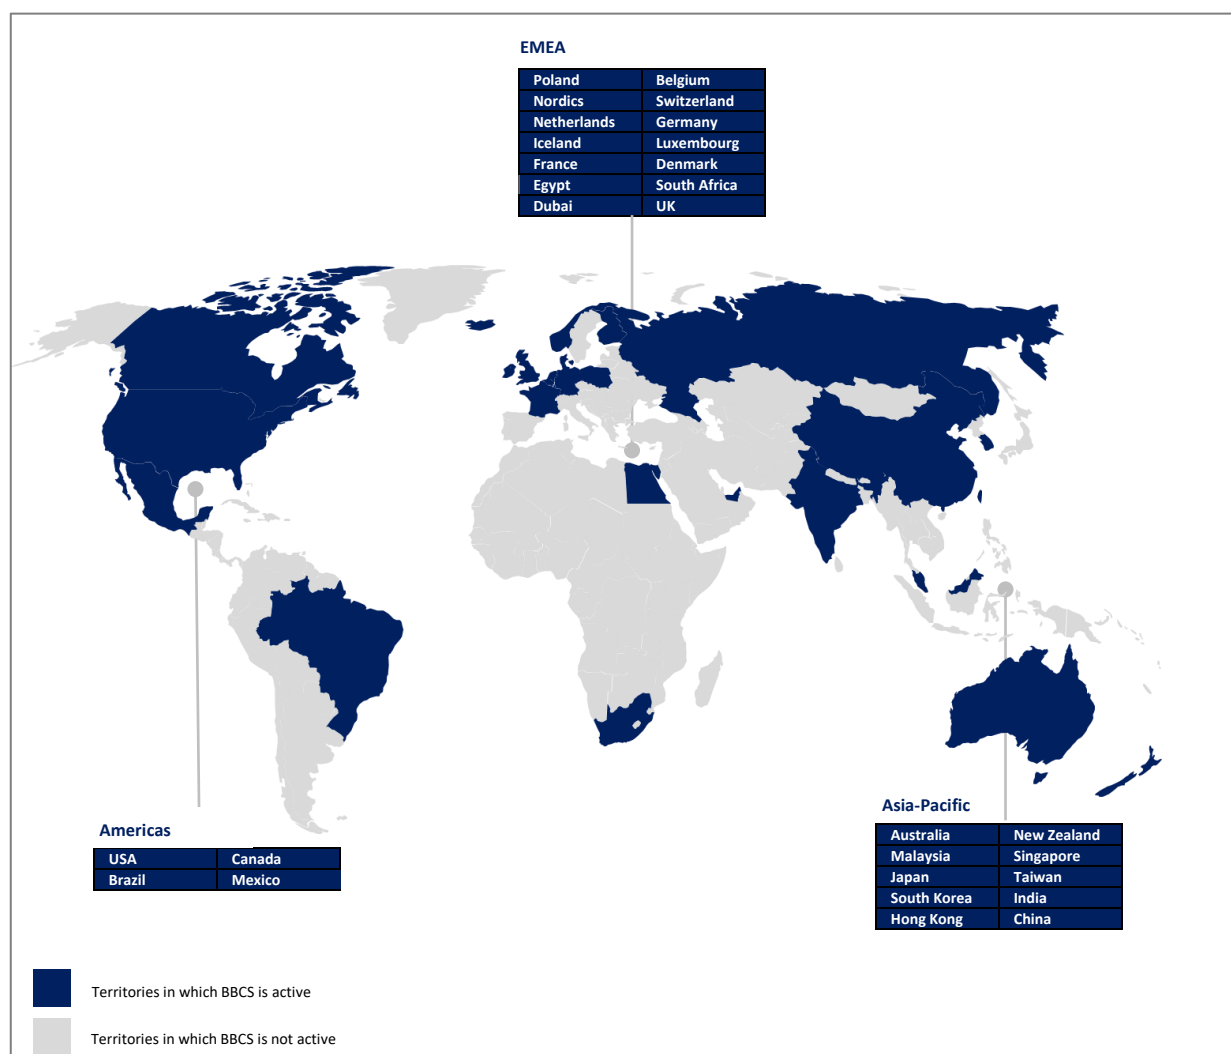 EMEA
Poland Belgium
Nordics Switzerland
Netherlands Germany
Iceland Luxembourg
France Denmark
Egypt South Africa
Dubai UK
Americas
USA Canada
Brazil Mexico
Asia-Pacific
Australia New Zealand
Malaysia Singapore
Japan Taiwan
South Korea India
Hong Kong China
Territories in which BBCS is active
Territories in which BBCS is not active